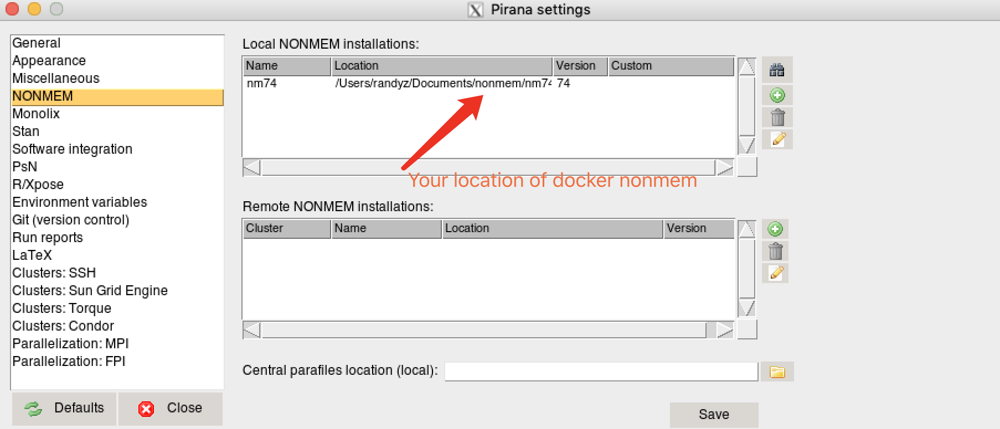 Pirana settings
General
Appearance
Miscellaneous
NONMEM
Monolix
Stan
Software integration
PsN
R/Xpose
Environment variables
Git (version control)
Run reports
LaTeX
Clusters: SSH
Clusters: Sun Grid Engine
Clusters: Torque
Clusters: Condor
Parallelization: MPI
Parallelization: FPI
Defaults Close
Local NONMEM installations:
Name Location Version Custom
nm74 /Users/randyz/Documents/nonmem/nm74 74
Your location of docker nonmem
Remote NONMEM installations:
Cluster Name Location Version
Central parafiles location (local):
Save